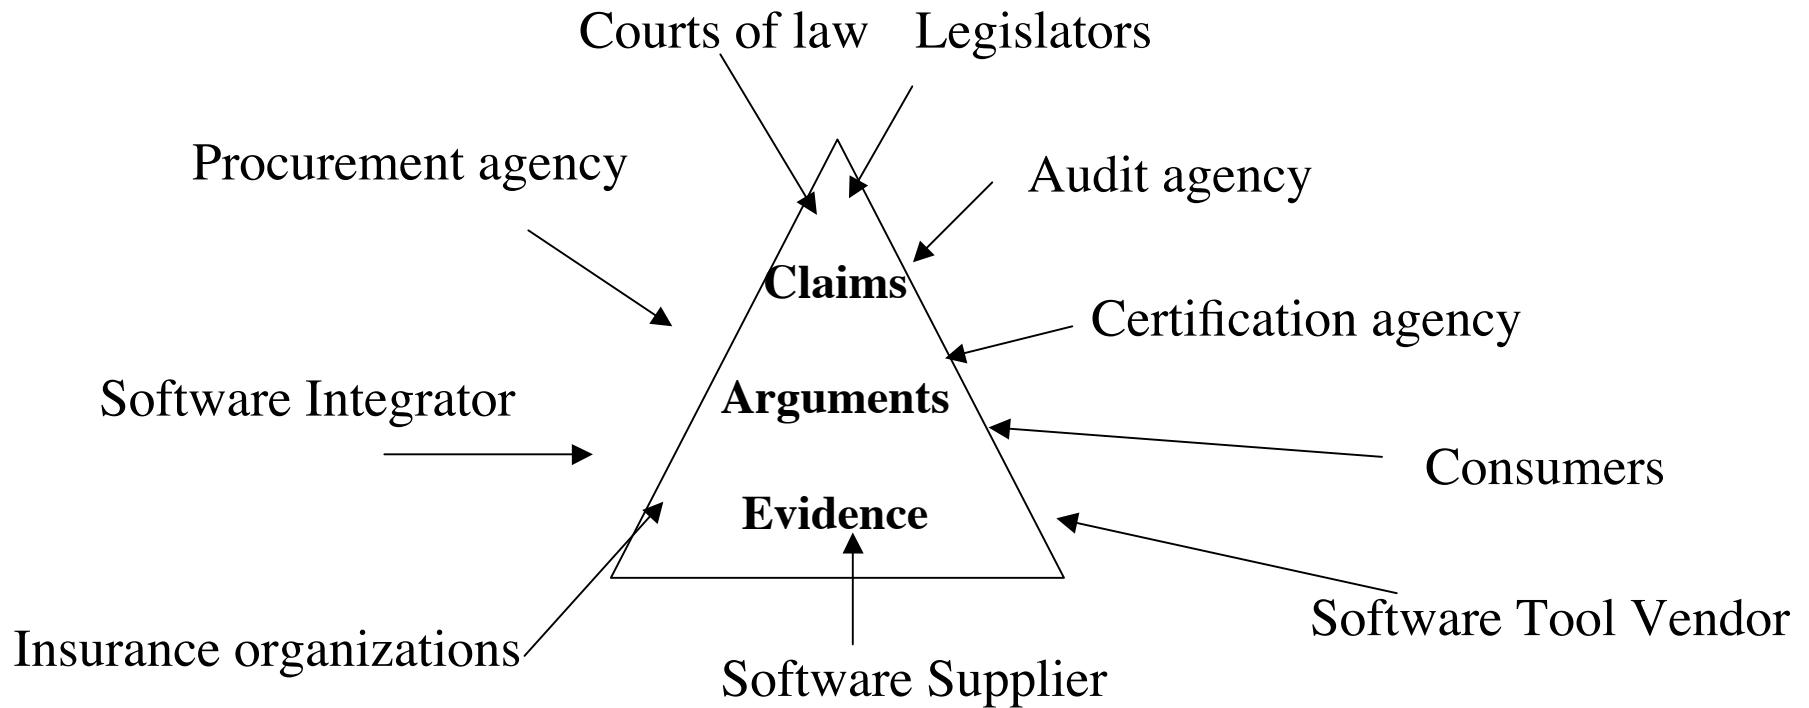 Courts of law
Legislators
Procurement agency
Audit agency
Claims
Certification agency
Software Integrator
Arguments
Consumers
Evidence
Software Tool Vendor
Insurance organizations
Software Supplier